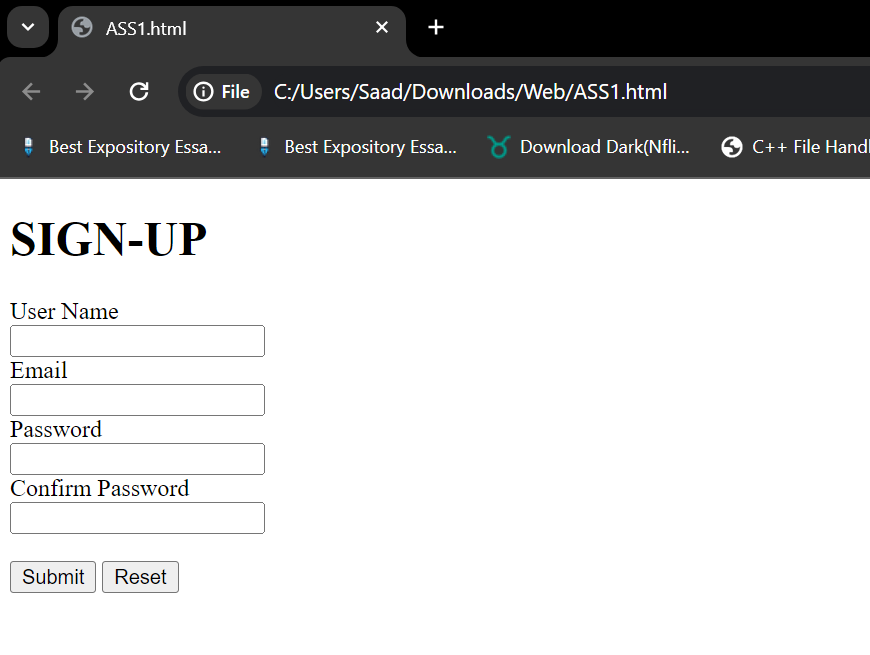 ASS1.html
File C:/Users/Saad/Downloads/Web/ASS1.html
Best Expository Essa... Best Expository Essa... Download Dark(Nfli... C++ File Handl
SIGN-UP
User Name
Email
Password
Confirm Password
Submit Reset